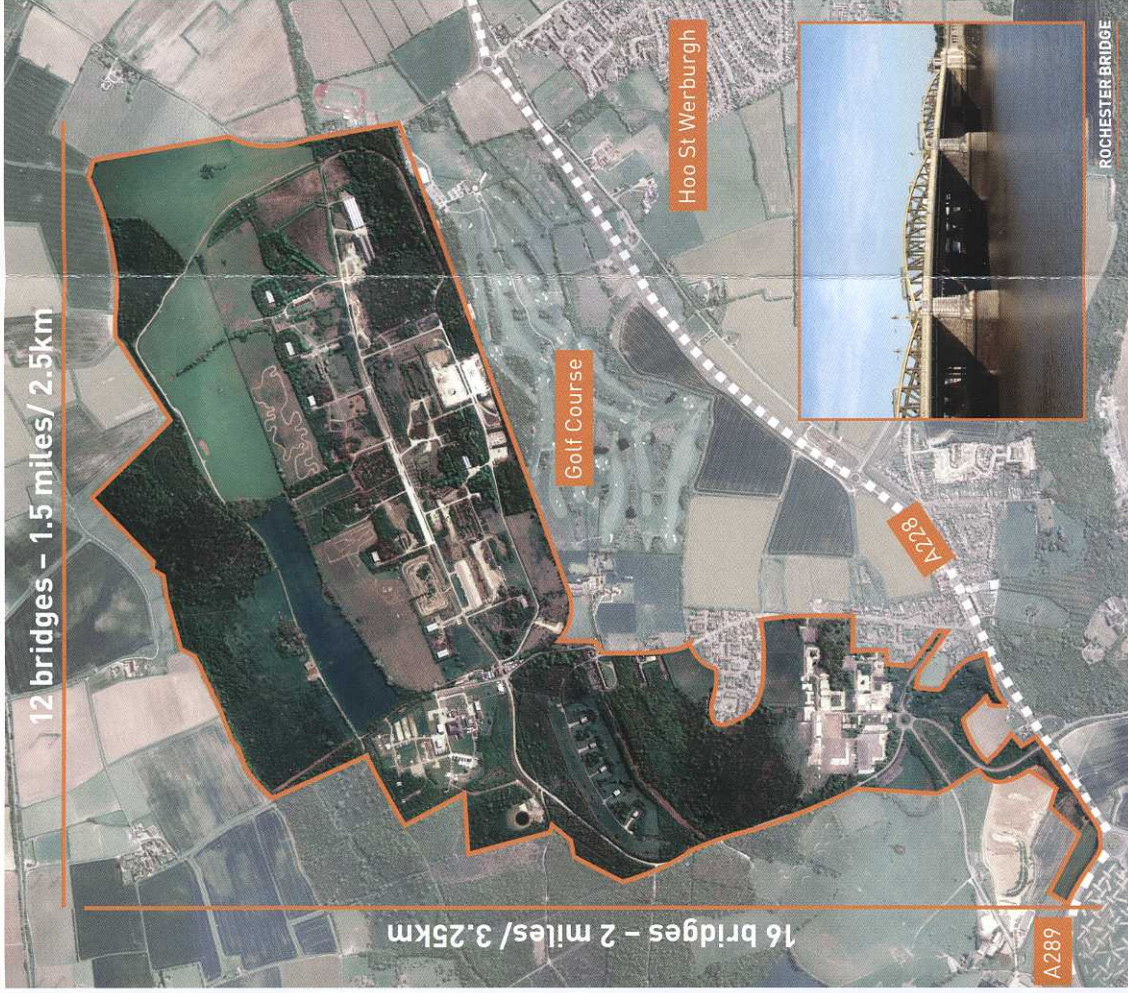 12 bridges – 1.5 miles/ 2.5km
16 bridges – 2 miles/ 3.25km
Hoo St Werburgh
Golf Course
A228
A289
ROCHESTER BRIDGE